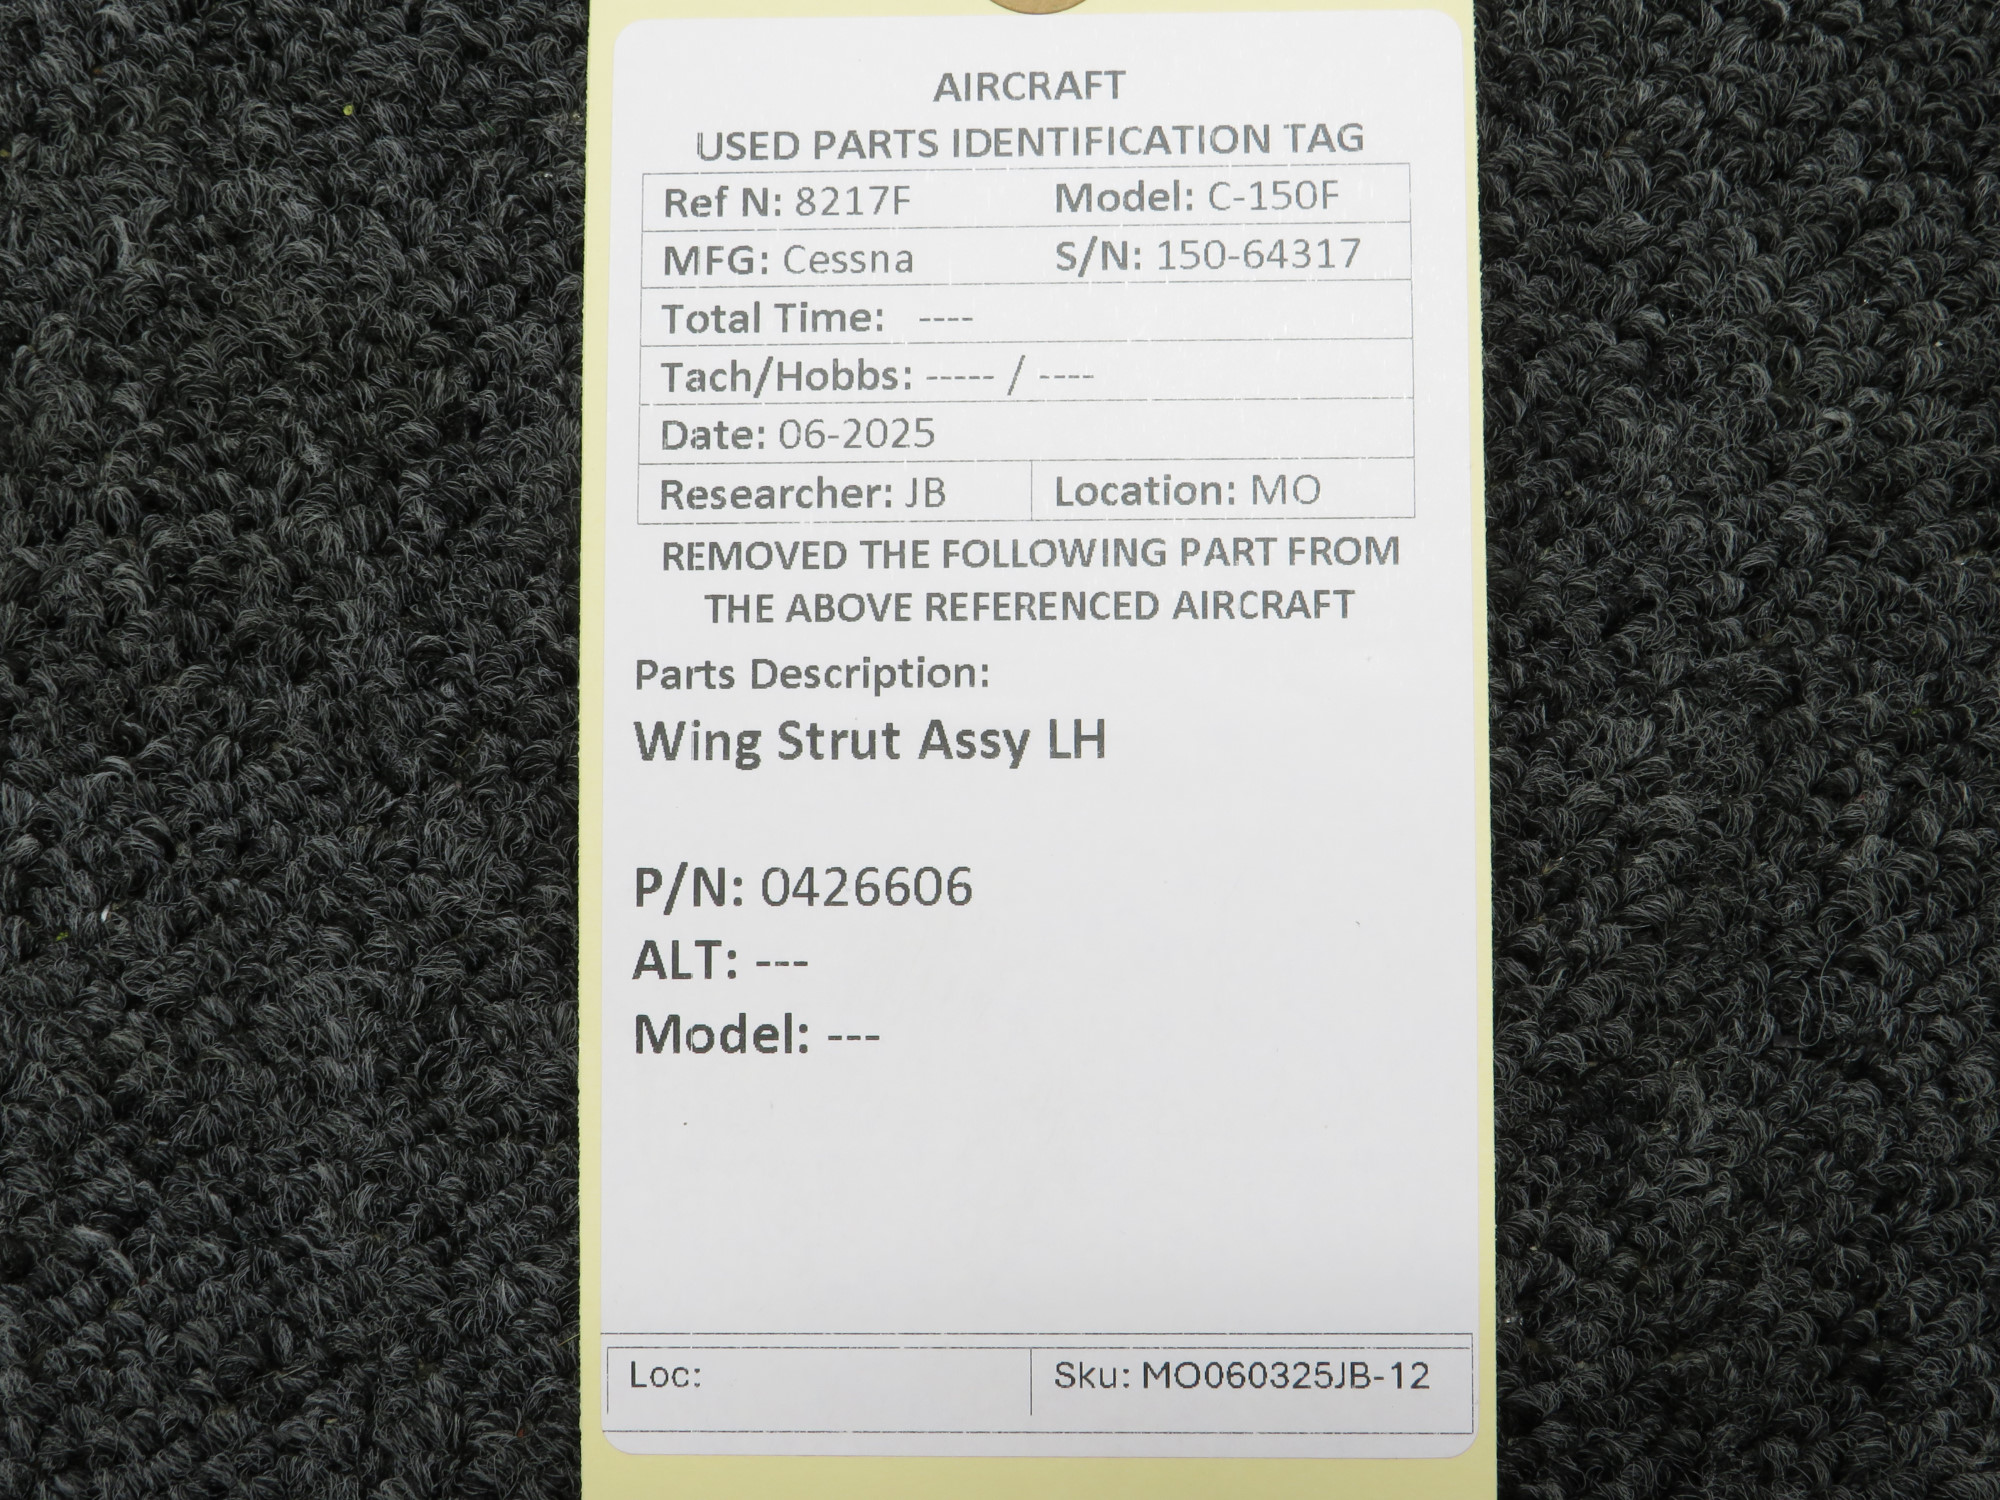 AIRCRAFT
USED PARTS IDENTIFICATION TAG
Ref N: 8217F Model: C-150F
MFG: Cessna S/N: 150-64317
Total Time: ----
Tach/Hobbs: ----- / ----
Date: 06-2025
Researcher: JB Location: MO
REMOVED THE FOLLOWING PART FROM
THE ABOVE REFERENCED AIRCRAFT
Parts Description:
Wing Strut Assy LH
P/N: 0426606
ALT: ---
Model: ---
Loc: Sku: MO060325JB-12